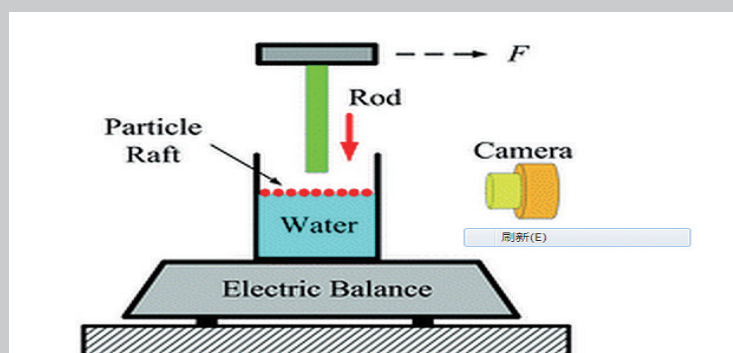 F
Rod
Particle
Raft
Camera
Water
刷新(E)
Electric Balance